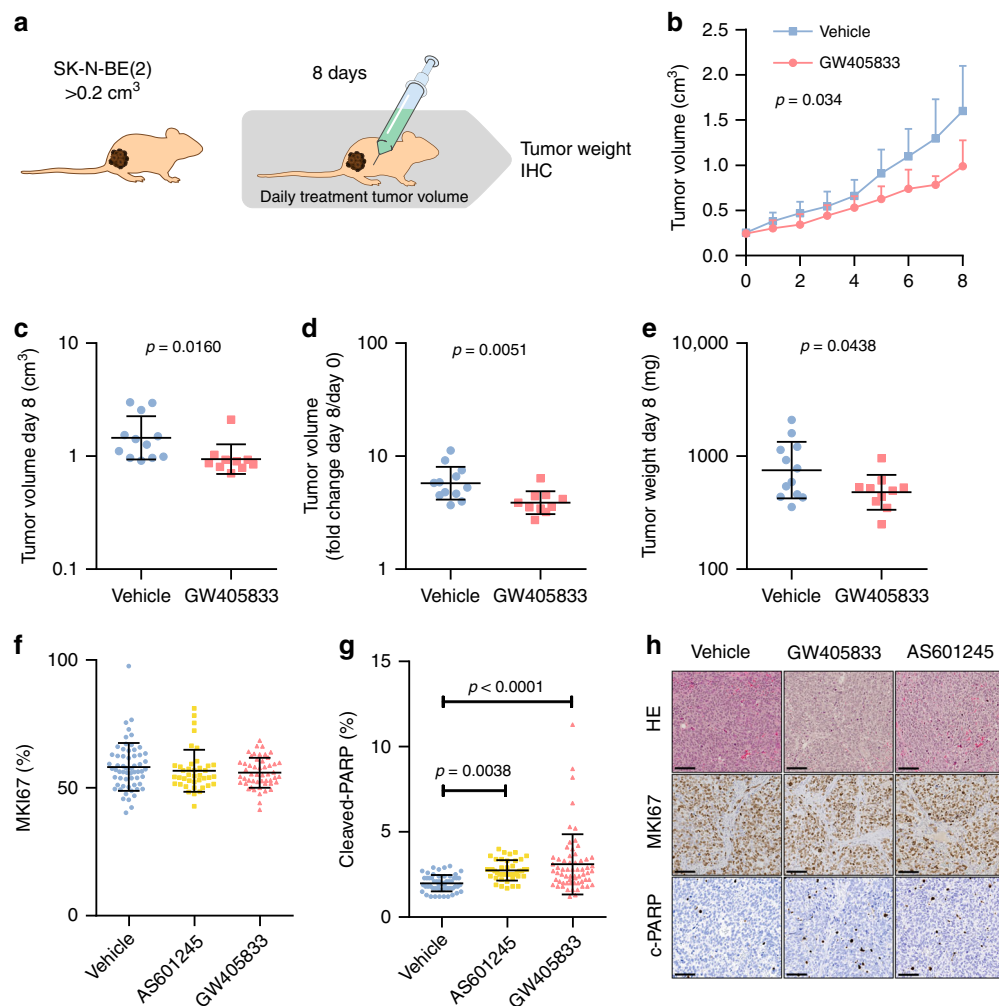 a
SK-N-BE(2)
>0.2 cm³
8 days
Daily treatment tumor volume
Tumor weight
IHC
b
Tumor volume (cm³)
2.5
2.0
1.5
1.0
0.5
0.0
0 2 4 6 8
Vehicle
GW405833
p = 0.034
c
Tumor volume day 8 (cm³)
10
1
0.1
p = 0.0160
Vehicle GW405833
d
Tumor volume
(fold change day 8/day 0)
100
10
1
p = 0.0051
Vehicle GW405833
e
Tumor weight day 8 (mg)
10,000
1000
100
p = 0.0438
Vehicle GW405833
f
MKI67 (%)
100
50
0
Vehicle
AS601245
GW405833
g
Cleaved-PARP (%)
15
10
5
0
p < 0.0001
p = 0.0038
Vehicle
AS601245
GW405833
h
Vehicle GW405833 AS601245
HE
MKI67
c-PARP